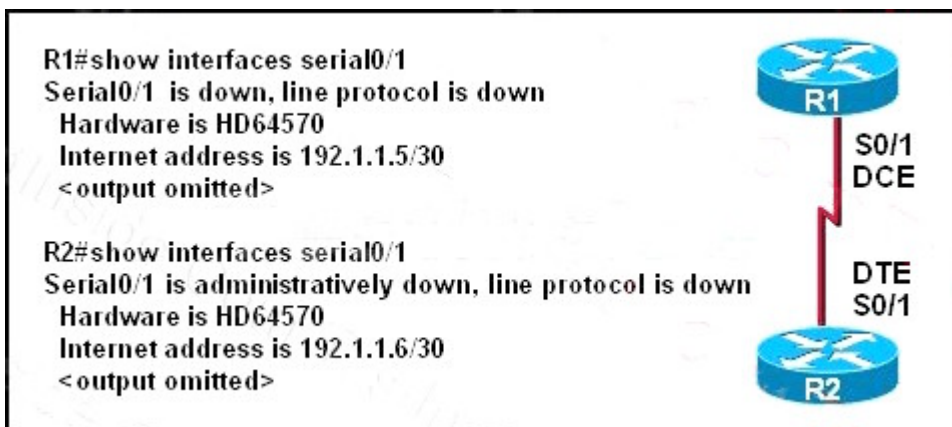 R1#show interfaces serial0/1
Serial0/1 is down, line protocol is down
Hardware is HD64570
Internet address is 192.1.1.5/30
<output omitted>
R2#show interfaces serial0/1
Serial0/1 is administratively down, line protocol is down
Hardware is HD64570
Internet address is 192.1.1.6/30
<output omitted>
R1
S0/1
DCE
DTE
S0/1
R2